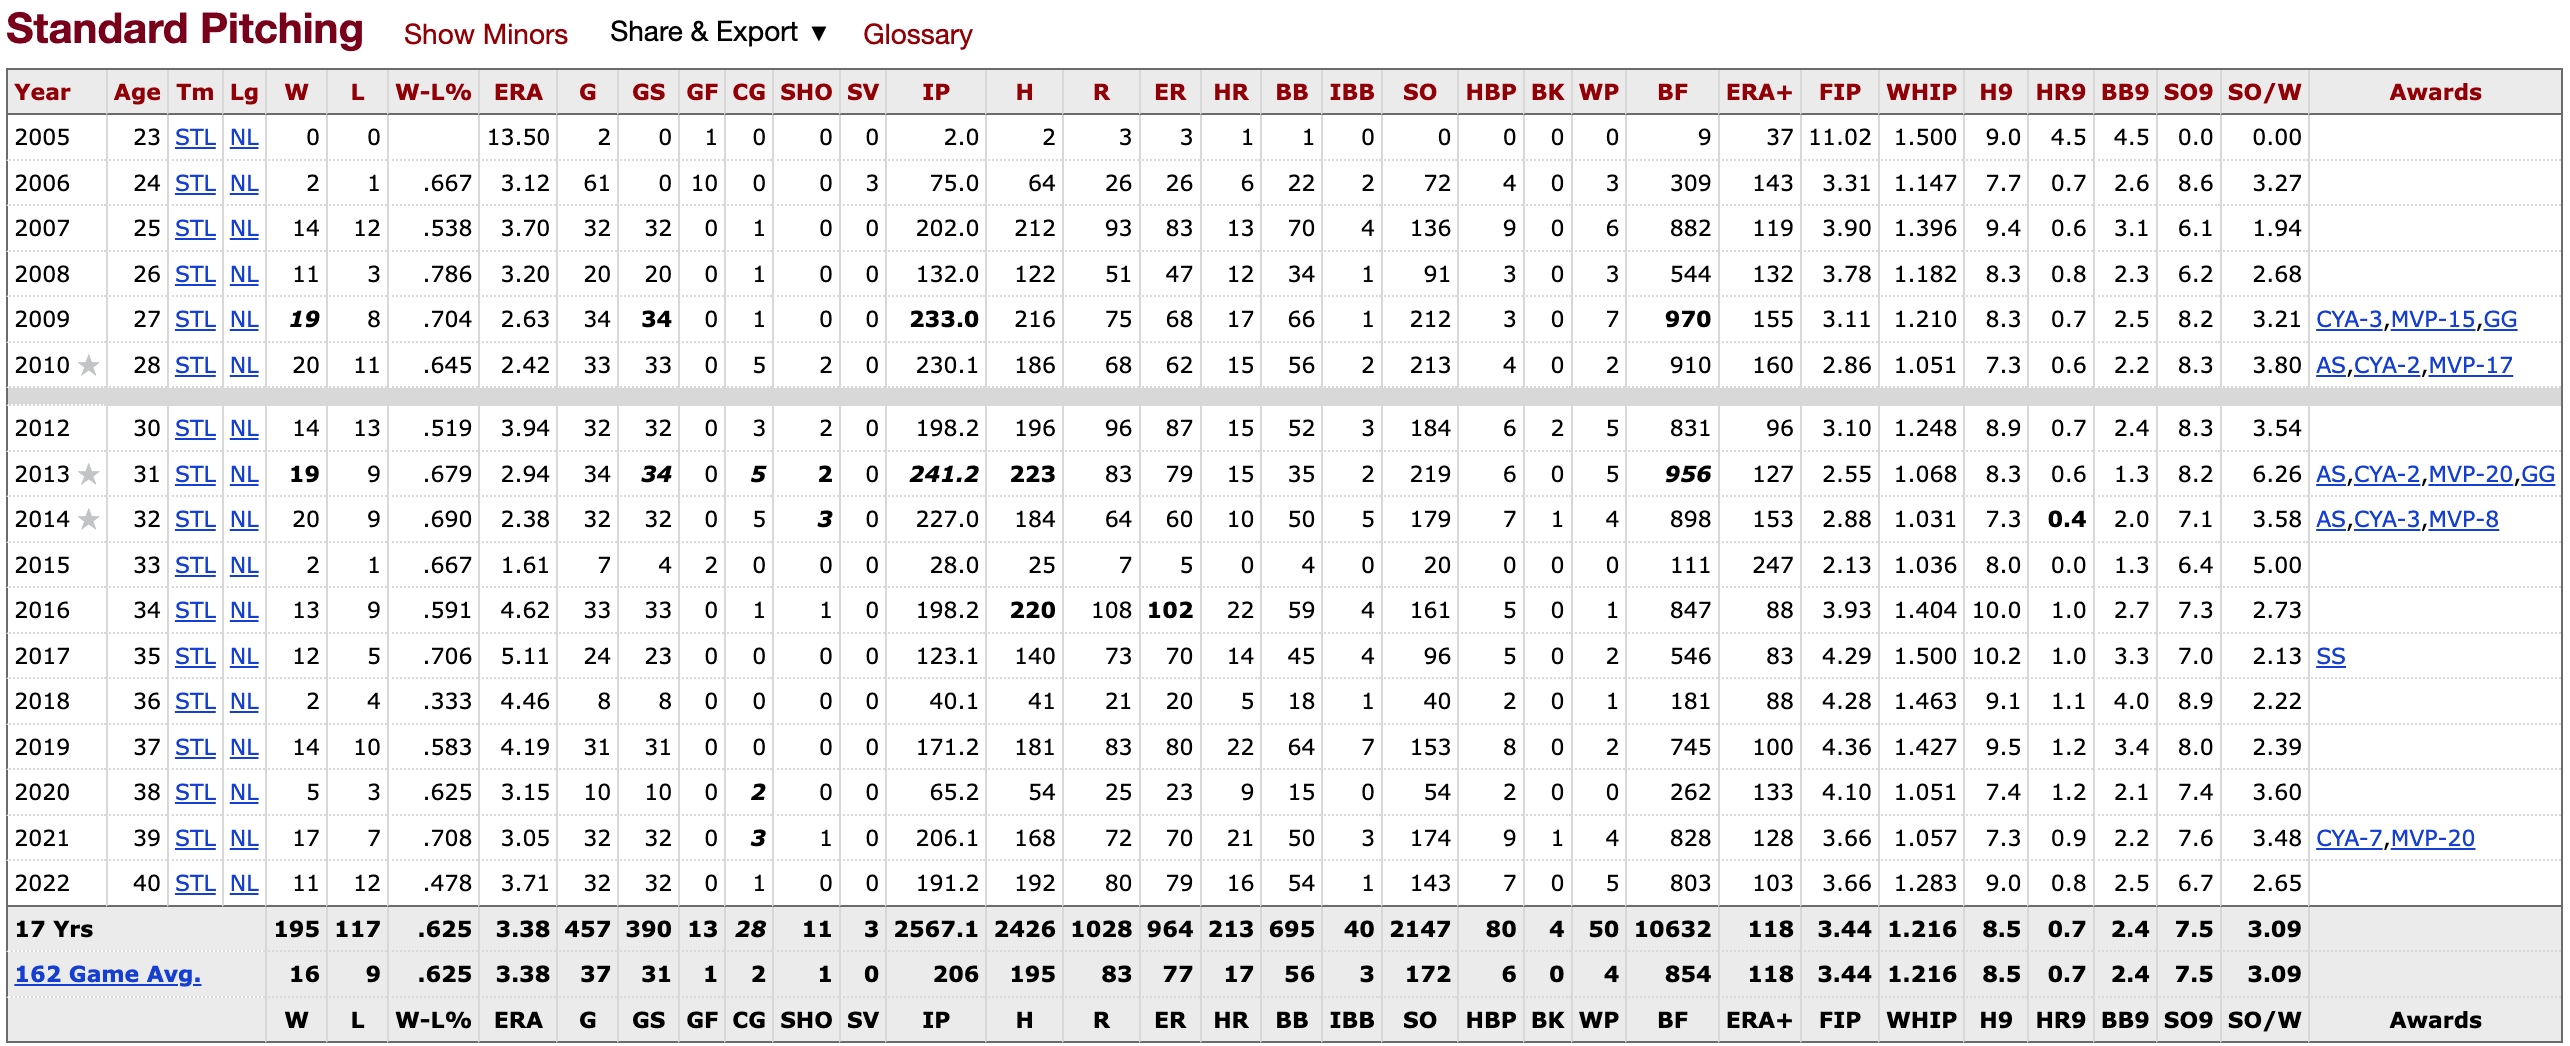 Standard Pitching Show Minors Share & Export ▼ Glossary
Year Age Tm Lg W L W-L% ERA G GS GF CG SHO SV IP H R ER HR BB IBB SO HBP BK WP BF ERA+ FIP WHIP H9 HR9 BB9 SO9 SO/W Awards
2005 23 STL NL 0 0 13.50 2 0 1 0 0 0 2.0 2 3 3 1 1 0 0 0 0 0 9 37 11.02 1.500 9.0 4.5 4.5 0.0 0.00
2006 24 STL NL 2 1 .667 3.12 61 0 10 0 0 3 75.0 64 26 26 6 22 2 72 4 0 3 309 143 3.31 1.147 7.7 0.7 2.6 8.6 3.27
2007 25 STL NL 14 12 .538 3.70 32 32 0 1 0 0 202.0 212 93 83 13 70 4 136 9 0 6 882 119 3.90 1.396 9.4 0.6 3.1 6.1 1.94
2008 26 STL NL 11 3 .786 3.20 20 20 0 1 0 0 132.0 122 51 47 12 34 1 91 3 0 3 544 132 3.78 1.182 8.3 0.8 2.3 6.2 2.68
2009 27 STL NL 19 8 .704 2.63 34 34 0 1 0 0 233.0 216 75 68 17 66 1 212 3 0 7 970 155 3.11 1.210 8.3 0.7 2.5 8.2 3.21 CYA-3,MVP-15,GG
2010 ★ 28 STL NL 20 11 .645 2.42 33 33 0 5 2 0 230.1 186 68 62 15 56 2 213 4 0 2 910 160 2.86 1.051 7.3 0.6 2.2 8.3 3.80 AS,CYA-2,MVP-17
2012 30 STL NL 14 13 .519 3.94 32 32 0 3 2 0 198.2 196 96 87 15 52 3 184 6 2 5 831 96 3.10 1.248 8.9 0.7 2.4 8.3 3.54
2013 ★ 31 STL NL 19 9 .679 2.94 34 34 0 5 2 0 241.2 223 83 79 15 35 2 219 6 0 5 956 127 2.55 1.068 8.3 0.6 1.3 8.2 6.26 AS,CYA-2,MVP-20,GG
2014 ★ 32 STL NL 20 9 .690 2.38 32 32 0 5 3 0 227.0 184 64 60 10 50 5 179 7 1 4 898 153 2.88 1.031 7.3 0.4 2.0 7.1 3.58 AS,CYA-3,MVP-8
2015 33 STL NL 2 1 .667 1.61 7 4 2 0 0 0 28.0 25 7 5 0 4 0 20 0 0 0 111 247 2.13 1.036 8.0 0.0 1.3 6.4 5.00
2016 34 STL NL 13 9 .591 4.62 33 33 0 1 1 0 198.2 220 108 102 22 59 4 161 5 0 1 847 88 3.93 1.404 10.0 1.0 2.7 7.3 2.73
2017 35 STL NL 12 5 .706 5.11 24 23 0 0 0 0 123.1 140 73 70 14 45 4 96 5 0 2 546 83 4.29 1.500 10.2 1.0 3.3 7.0 2.13 SS
2018 36 STL NL 2 4 .333 4.46 8 8 0 0 0 0 40.1 41 21 20 5 18 1 40 2 0 1 181 88 4.28 1.463 9.1 1.1 4.0 8.9 2.22
2019 37 STL NL 14 10 .583 4.19 31 31 0 0 0 0 171.2 181 83 80 22 64 7 153 8 0 2 745 100 4.36 1.427 9.5 1.2 3.4 8.0 2.39
2020 38 STL NL 5 3 .625 3.15 10 10 0 2 0 0 65.2 54 25 23 9 15 0 54 2 0 0 262 133 4.10 1.051 7.4 1.2 2.1 7.4 3.60
2021 39 STL NL 17 7 .708 3.05 32 32 0 3 1 0 206.1 168 72 70 21 50 3 174 9 1 4 828 128 3.66 1.057 7.3 0.9 2.2 7.6 3.48 CYA-7,MVP-20
2022 40 STL NL 11 12 .478 3.71 32 32 0 1 0 0 191.2 192 80 79 16 54 1 143 7 0 5 803 103 3.66 1.283 9.0 0.8 2.5 6.7 2.65
17 Yrs 195 117 .625 3.38 457 390 13 28 11 3 2567.1 2426 1028 964 213 695 40 2147 80 4 50 10632 118 3.44 1.216 8.5 0.7 2.4 7.5 3.09
162 Game Avg. 16 9 .625 3.38 37 31 1 2 1 0 206 195 83 77 17 56 3 172 6 0 4 854 118 3.44 1.216 8.5 0.7 2.4 7.5 3.09
W L W-L% ERA G GS GF CG SHO SV IP H R ER HR BB IBB SO HBP BK WP BF ERA+ FIP WHIP H9 HR9 BB9 SO9 SO/W Awards